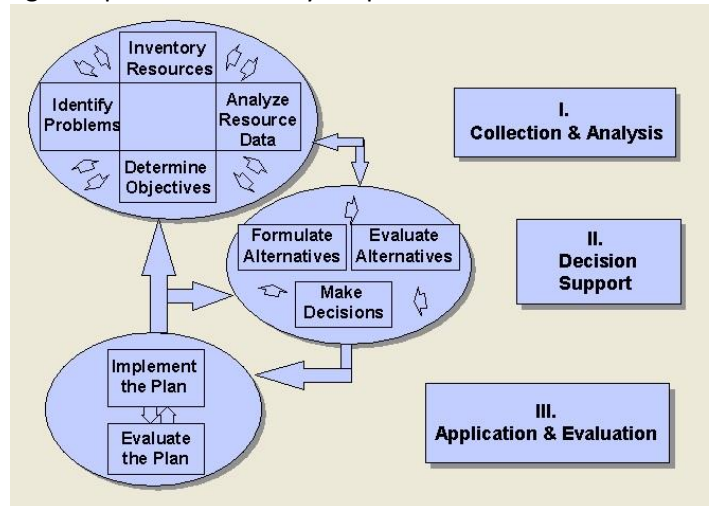 Inventory
Resources
Identify
Problems
Analyze
Resource
Data
Determine
Objectives
I.
Collection & Analysis
Formulate
Alternatives
Evaluate
Alternatives
Make
Decisions
II.
Decision
Support
Implement
the Plan
Evaluate
the Plan
III.
Application & Evaluation